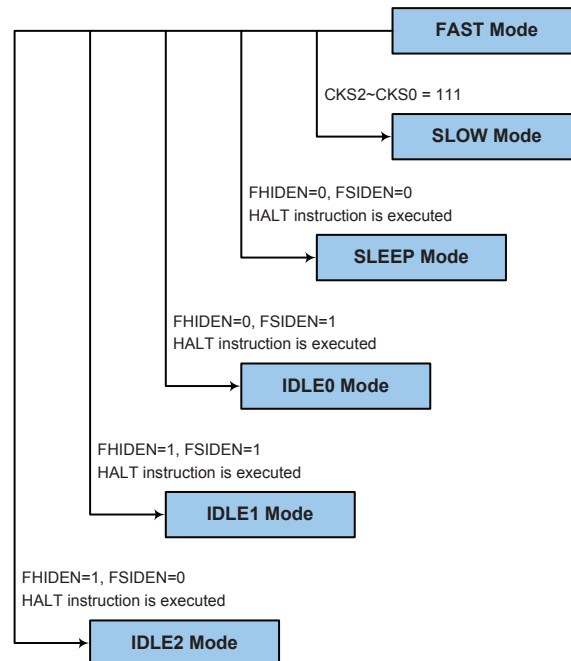 FAST Mode
CKS2~CKS0 = 111
SLOW Mode
FHIDEN=0, FSIDEN=0
HALT instruction is executed
SLEEP Mode
FHIDEN=0, FSIDEN=1
HALT instruction is executed
IDLE0 Mode
FHIDEN=1, FSIDEN=1
HALT instruction is executed
IDLE1 Mode
FHIDEN=1, FSIDEN=0
HALT instruction is executed
IDLE2 Mode